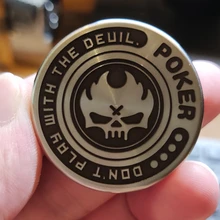 DON'T PLAY WITH THE DEVIL.
POKER